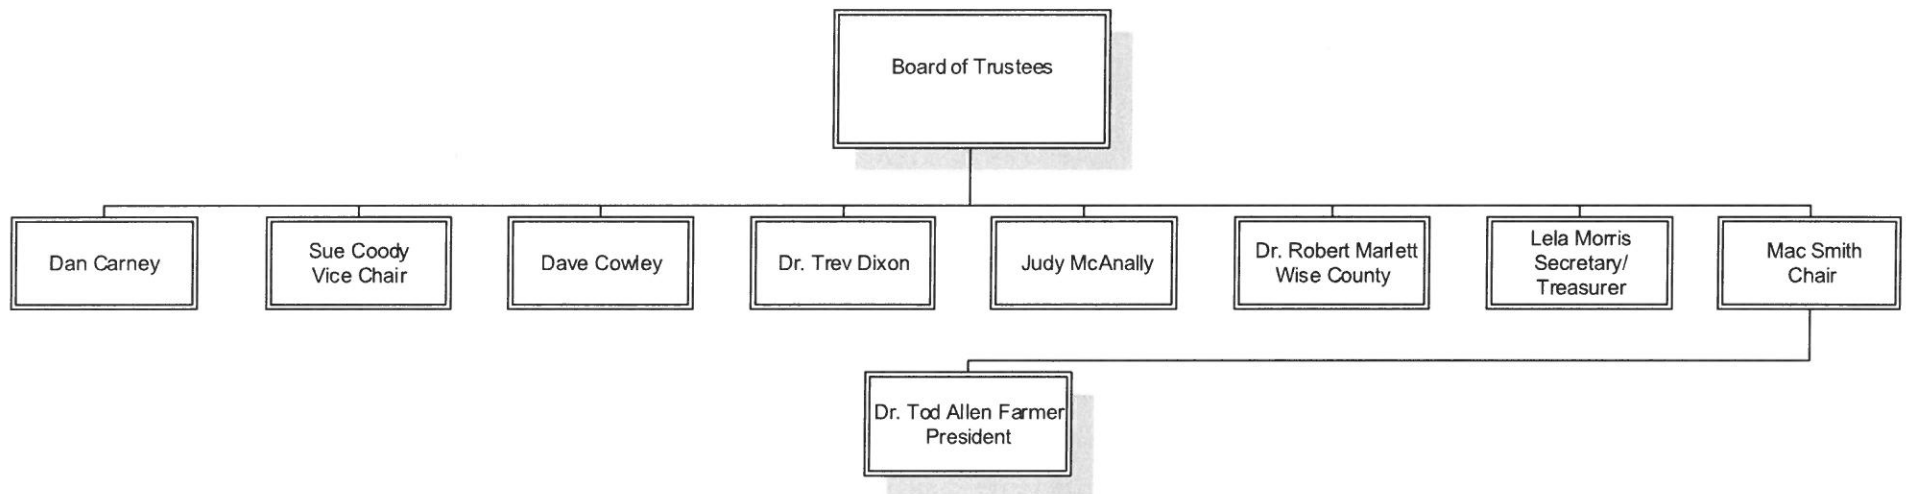 Board of Trustees
Dan Carney
Sue Coody
Vice Chair
Dave Cowley
Dr. Trev Dixon
Judy McAnally
Dr. Robert Marlett
Wise County
Lela Morris
Secretary/
Treasurer
Mac Smith
Chair
Dr. Tod Allen Farmer
President